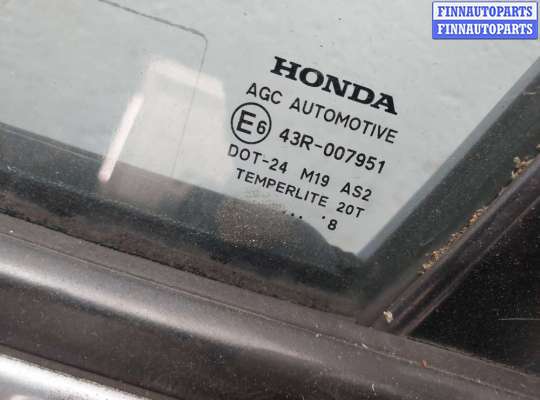 FINNAUTOPARTS
FINNAUTOPARTS
HONDA
AGC AUTOMOTIVE
E6 43R-007951
DOT-24 M19 AS2
TEMPERLITE 20T
... .8